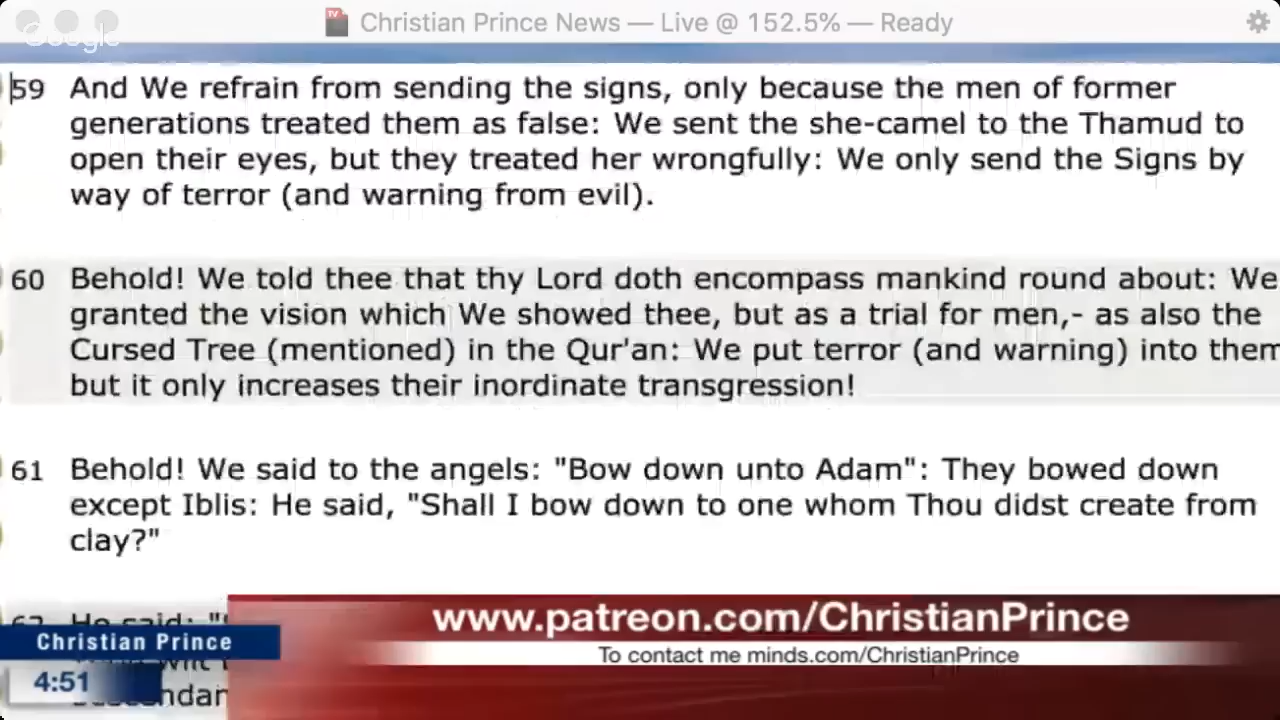 Christian Prince News — Live @ 152.5% — Ready
Google
59 And We refrain from sending the signs, only because the men of former
generations treated them as false: We sent the she-camel to the Thamud to
open their eyes, but they treated her wrongfully: We only send the Signs by
way of terror (and warning from evil).
60 Behold! We told thee that thy Lord doth encompass mankind round about: We
granted the vision which We showed thee, but as a trial for men,- as also the
Cursed Tree (mentioned) in the Qur'an: We put terror (and warning) into them
but it only increases their inordinate transgression!
61 Behold! We said to the angels: "Bow down unto Adam": They bowed down
except Iblis: He said, "Shall I bow down to one whom Thou didst create from
clay?"
62 He said: "
www.patreon.com/ChristianPrince
Christian Prince
To contact me minds.com/ChristianPrince
4:51